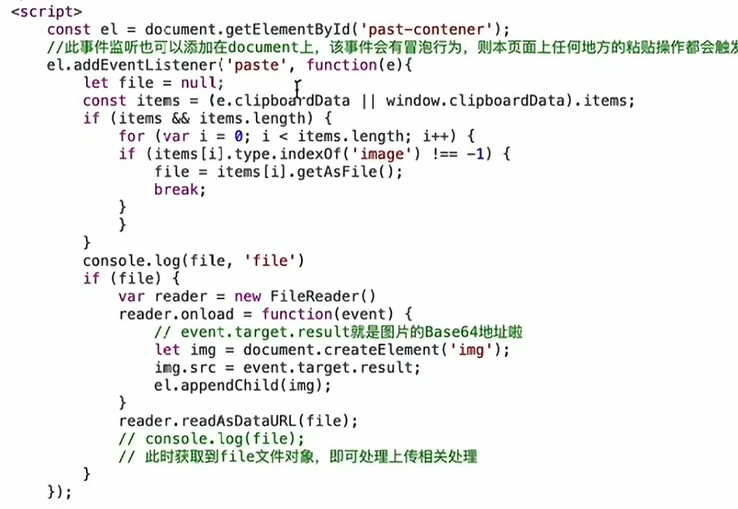 <script>
const el = document.getElementById('past-contener');
//此事件监听也可以添加在document上，该事件会有冒泡行为，则本页面上任何地方的粘贴操作都会触发
el.addEventListener('paste', function(e){
let file = null;
const items = (e.clipboardData || window.clipboardData).items;
if (items && items.length) {
for (var i = 0; i < items.length; i++) {
if (items[i].type.indexOf('image') !== -1) {
file = items[i].getAsFile();
break;
}
}
}
console.log(file, 'file')
if (file) {
var reader = new FileReader()
reader.onload = function(event) {
// event.target.result就是图片的Base64地址啦
let img = document.createElement('img');
img.src = event.target.result;
el.appendChild(img);
}
reader.readAsDataURL(file);
// console.log(file);
// 此时获取到file文件对象，即可处理上传相关处理
}
});